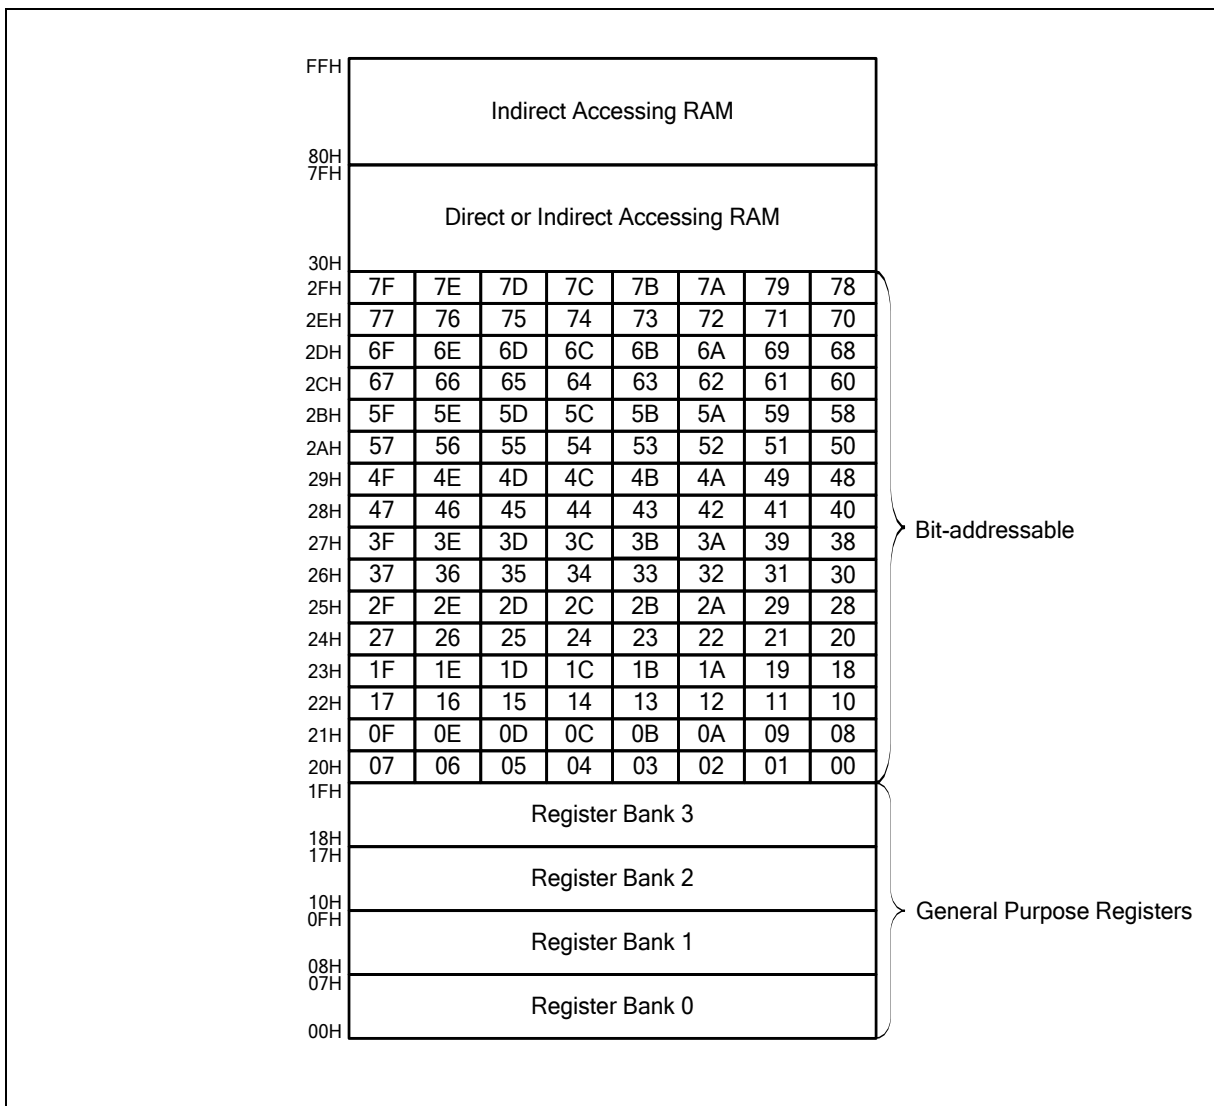 FFH
Indirect Accessing RAM
80H
7FH
Direct or Indirect Accessing RAM
30H
2FH 7F 7E 7D 7C 7B 7A 79 78
2EH 77 76 75 74 73 72 71 70
2DH 6F 6E 6D 6C 6B 6A 69 68
2CH 67 66 65 64 63 62 61 60
2BH 5F 5E 5D 5C 5B 5A 59 58
2AH 57 56 55 54 53 52 51 50
29H 4F 4E 4D 4C 4B 4A 49 48
28H 47 46 45 44 43 42 41 40
Bit-addressable
27H 3F 3E 3D 3C 3B 3A 39 38
26H 37 36 35 34 33 32 31 30
25H 2F 2E 2D 2C 2B 2A 29 28
24H 27 26 25 24 23 22 21 20
23H 1F 1E 1D 1C 1B 1A 19 18
22H 17 16 15 14 13 12 11 10
21H 0F 0E 0D 0C 0B 0A 09 08
20H 07 06 05 04 03 02 01 00
1FH
Register Bank 3
18H
17H
Register Bank 2
10H
0FH
General Purpose Registers
Register Bank 1
08H
07H
Register Bank 0
00H